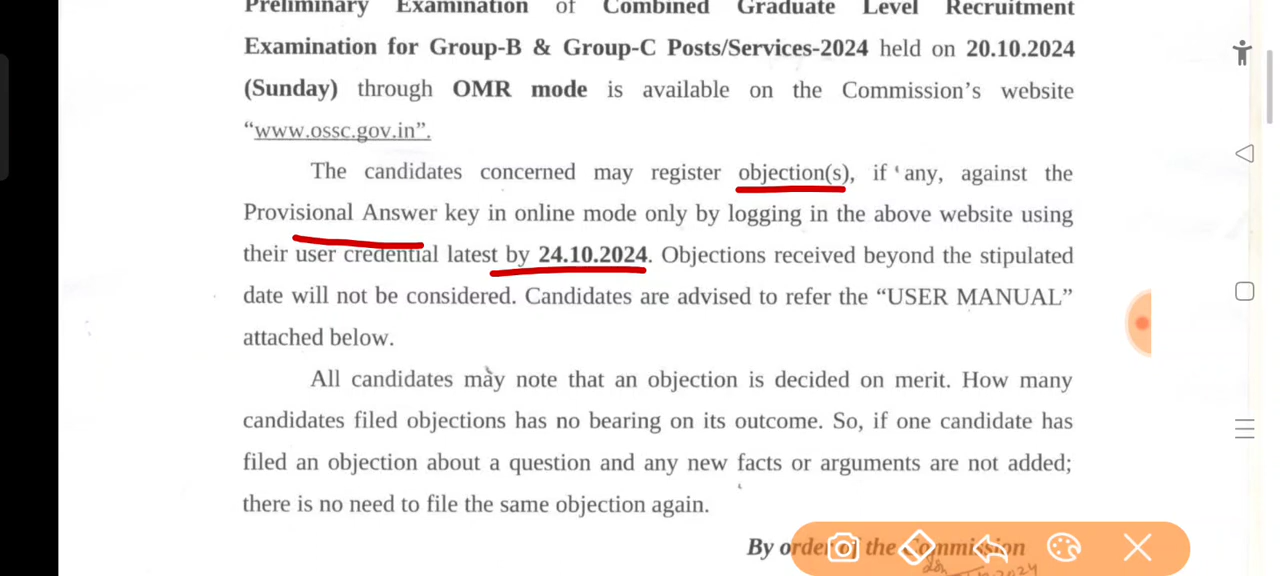 Preliminary Examination of Combined Graduate Level Recruitment
Examination for Group-B & Group-C Posts/Services-2024 held on 20.10.2024
(Sunday) through OMR mode is available on the Commission's website
“www.ossc.gov.in”.
The candidates concerned may register objection(s), if any, against the
Provisional Answer key in online mode only by logging in the above website using
their user credential latest by 24.10.2024. Objections received beyond the stipulated
date will not be considered. Candidates are advised to refer the “USER MANUAL”
attached below.
All candidates may note that an objection is decided on merit. How many
candidates filed objections has no bearing on its outcome. So, if one candidate has
filed an objection about a question and any new facts or arguments are not added;
there is no need to file the same objection again.
By order of the Commission